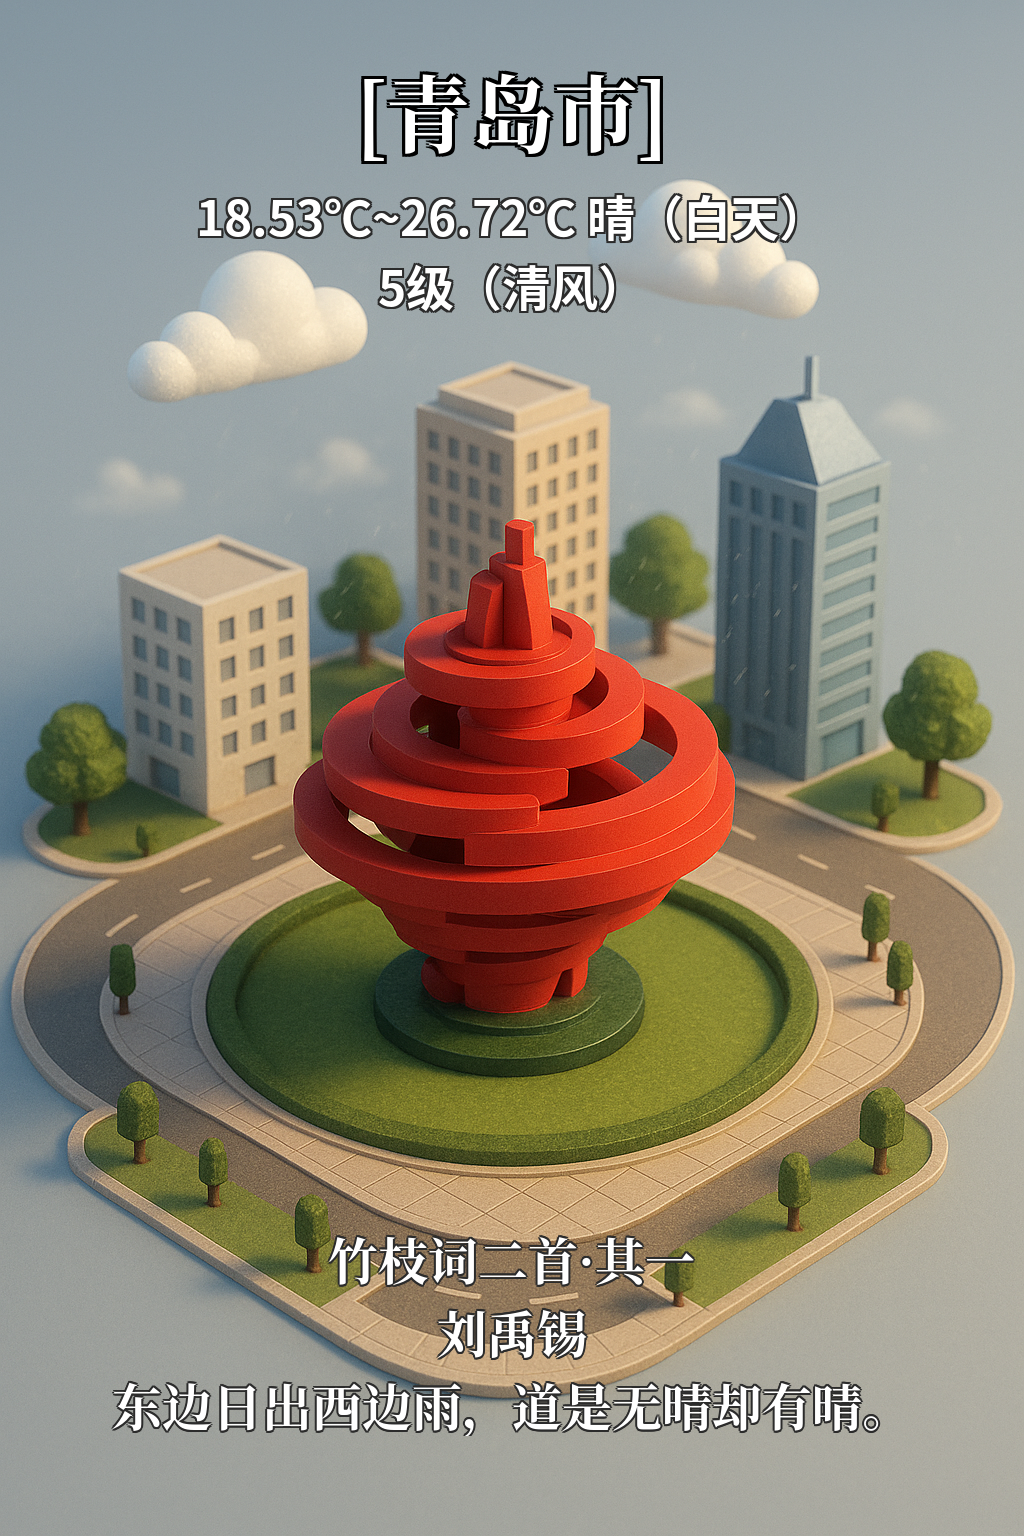 [青岛市]
18.53℃~26.72℃ 晴（白天）
5级（清风）
竹枝词二首·其一
刘禹锡
东边日出西边雨，道是无晴却有晴。